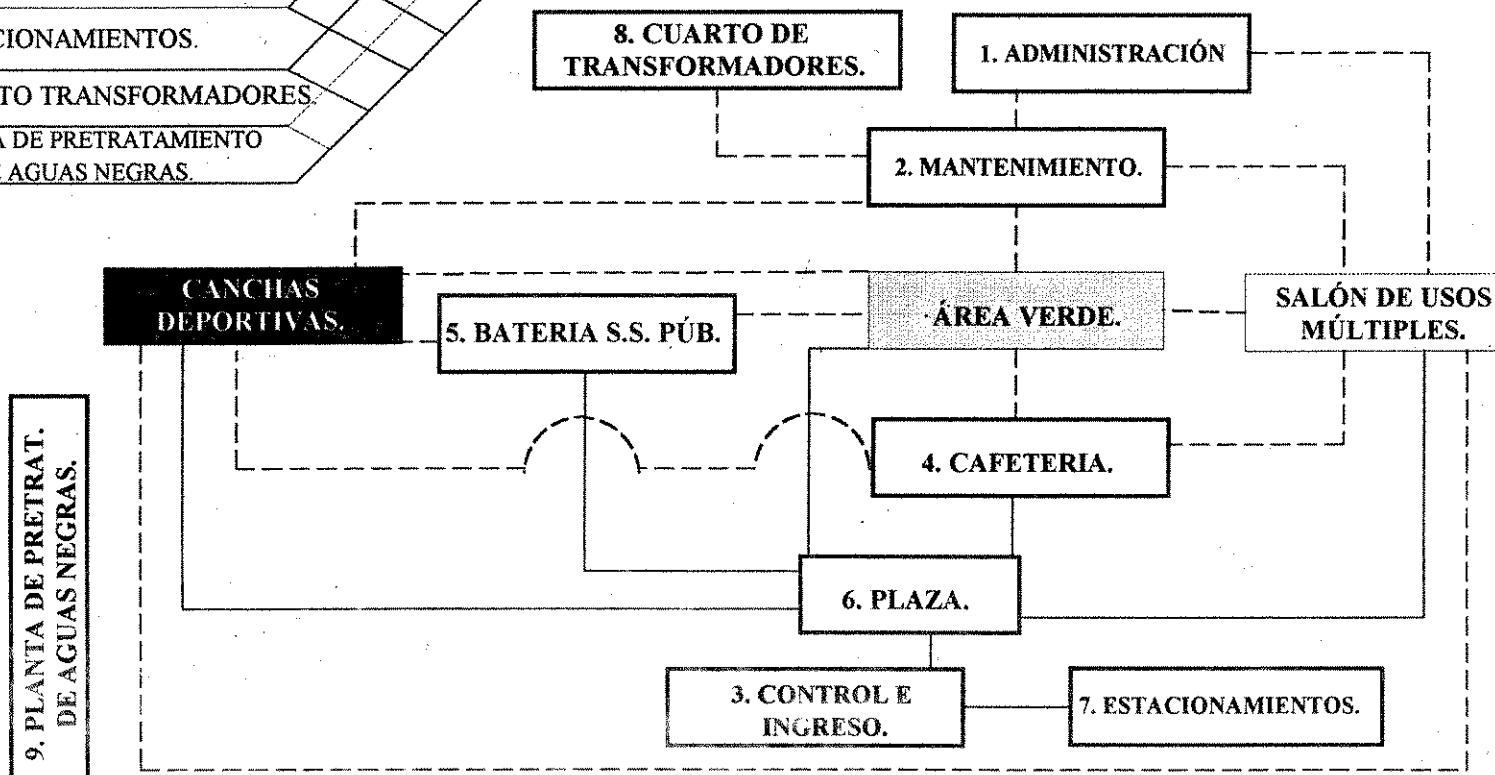 CIONAMIENTOS.
TO TRANSFORMADORES
A DE PRETRATAMIENTO
AGUAS NEGRAS.
8. CUARTO DE
TRANSFORMADORES.
1. ADMINISTRACIÓN
2. MANTENIMIENTO.
CANCHAS
DEPORTIVAS.
5. BATERIA S.S. PÚB.
ÁREA VERDE.
SALÓN DE USOS
MÚLTIPLES.
4. CAFETERIA.
9. PLANTA DE PRETRAT.
DE AGUAS NEGRAS.
6. PLAZA.
3. CONTROL E
INGRESO.
7. ESTACIONAMIENTOS.